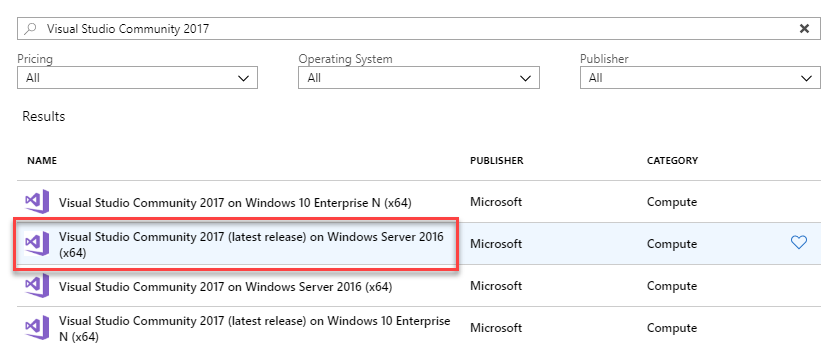 Visual Studio Community 2017
Pricing Operating System Publisher
All All All
Results
NAME PUBLISHER CATEGORY
Visual Studio Community 2017 on Windows 10 Enterprise N (x64) Microsoft Compute
Visual Studio Community 2017 (latest release) on Windows Server 2016
(x64) Microsoft Compute
Visual Studio Community 2017 on Windows Server 2016 (x64) Microsoft Compute
Visual Studio Community 2017 (latest release) on Windows 10 Enterprise
N (x64) Microsoft Compute